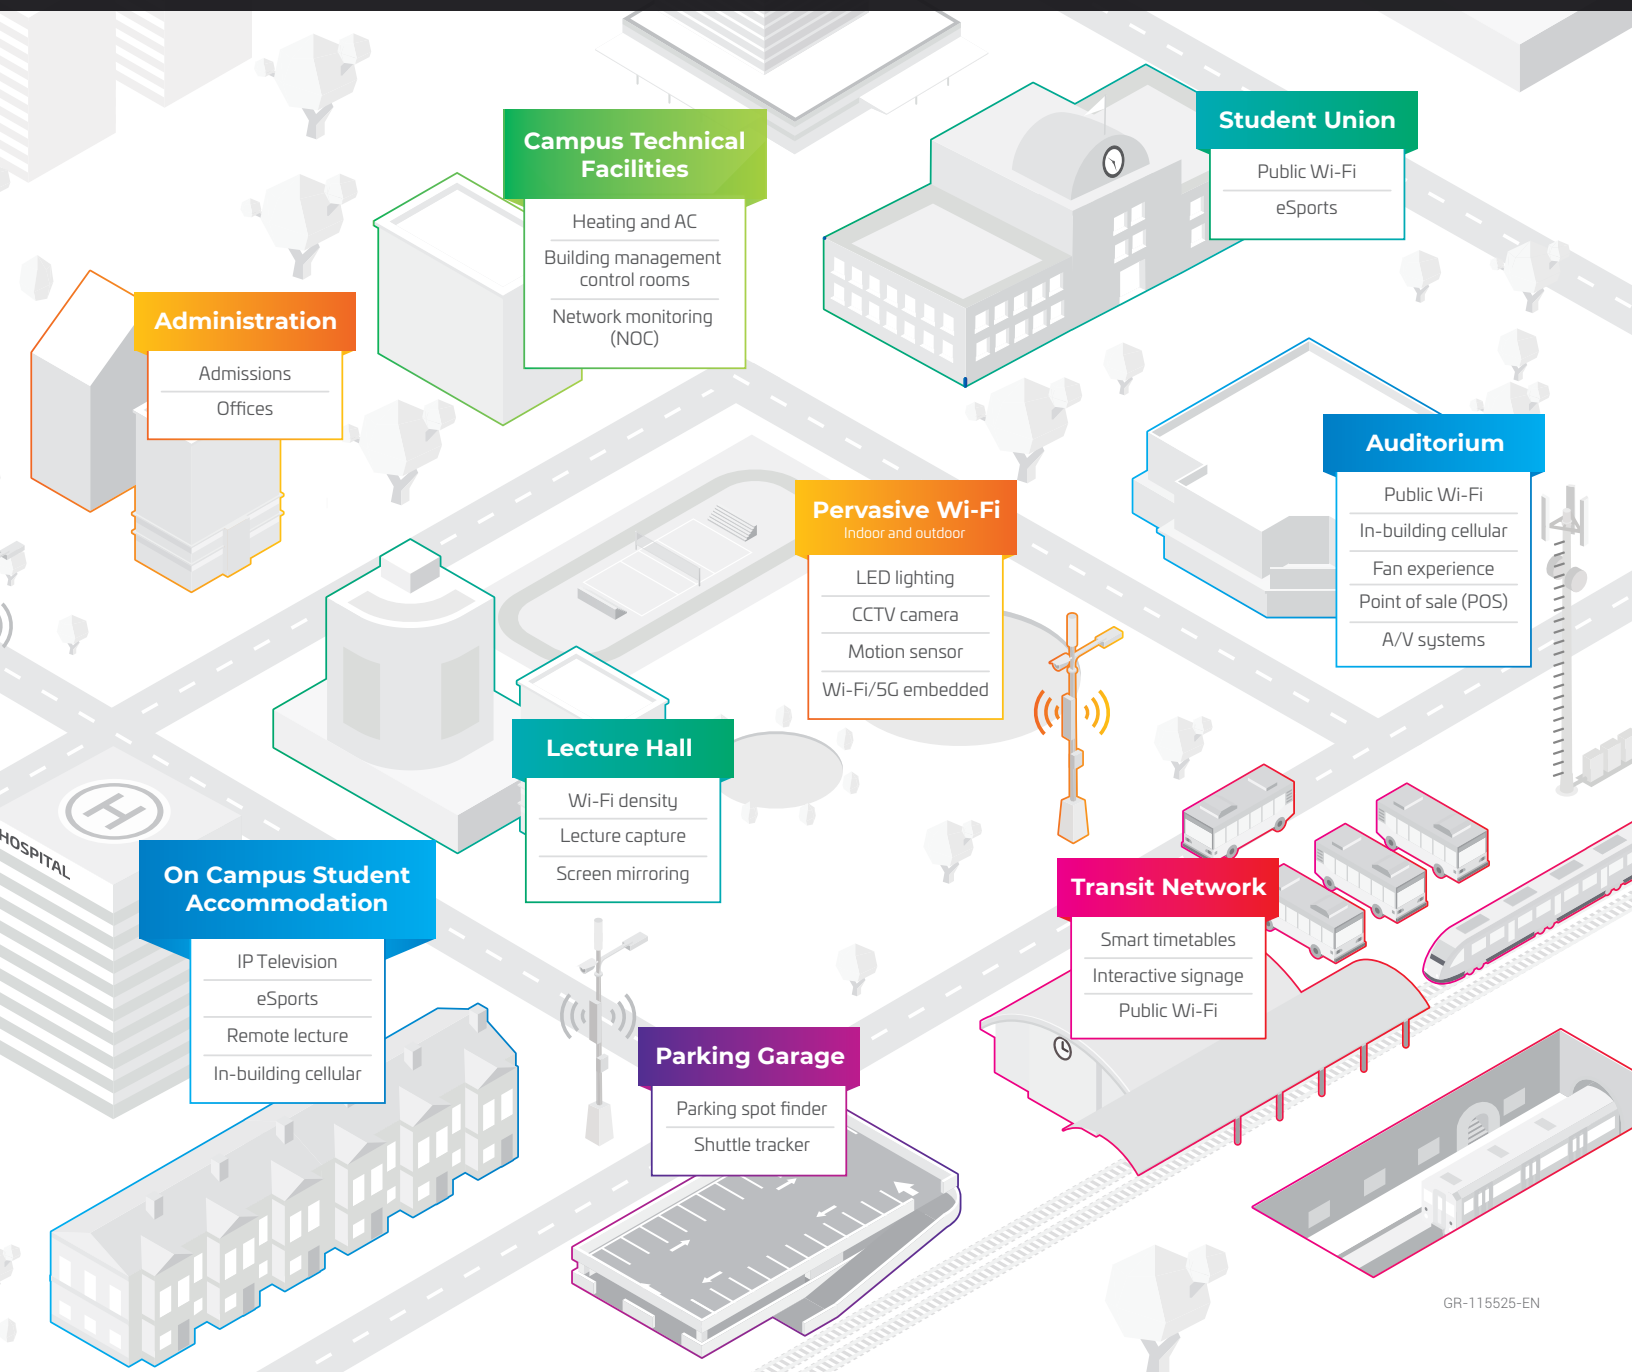 Campus Technical
Facilities
Heating and AC
Building management
control rooms
Network monitoring
(NOC)
Student Union
Public Wi-Fi
eSports
Administration
Admissions
Offices
Auditorium
Public Wi-Fi
In-building cellular
Fan experience
Point of sale (POS)
A/V systems
Pervasive Wi-Fi
Indoor and outdoor
LED lighting
CCTV camera
Motion sensor
Wi-Fi/5G embedded
Lecture Hall
Wi-Fi density
Lecture capture
Screen mirroring
H
HOSPITAL
On Campus Student
Accommodation
IP Television
eSports
Remote lecture
In-building cellular
Transit Network
Smart timetables
Interactive signage
Public Wi-Fi
Parking Garage
Parking spot finder
Shuttle tracker
GR-115525-EN